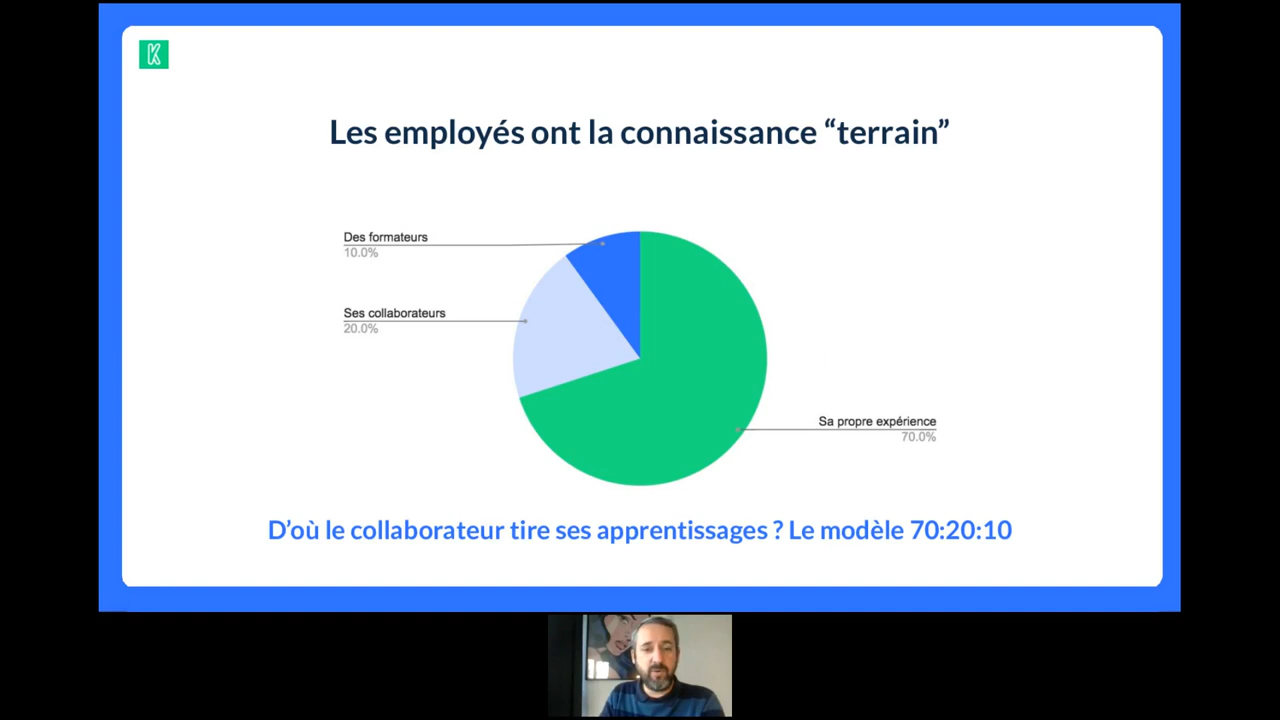 K
Les employés ont la connaissance “terrain”
Des formateurs
10.0%
Ses collaborateurs
20.0%
Sa propre expérience
70.0%
D’où le collaborateur tire ses apprentissages ? Le modèle 70:20:10